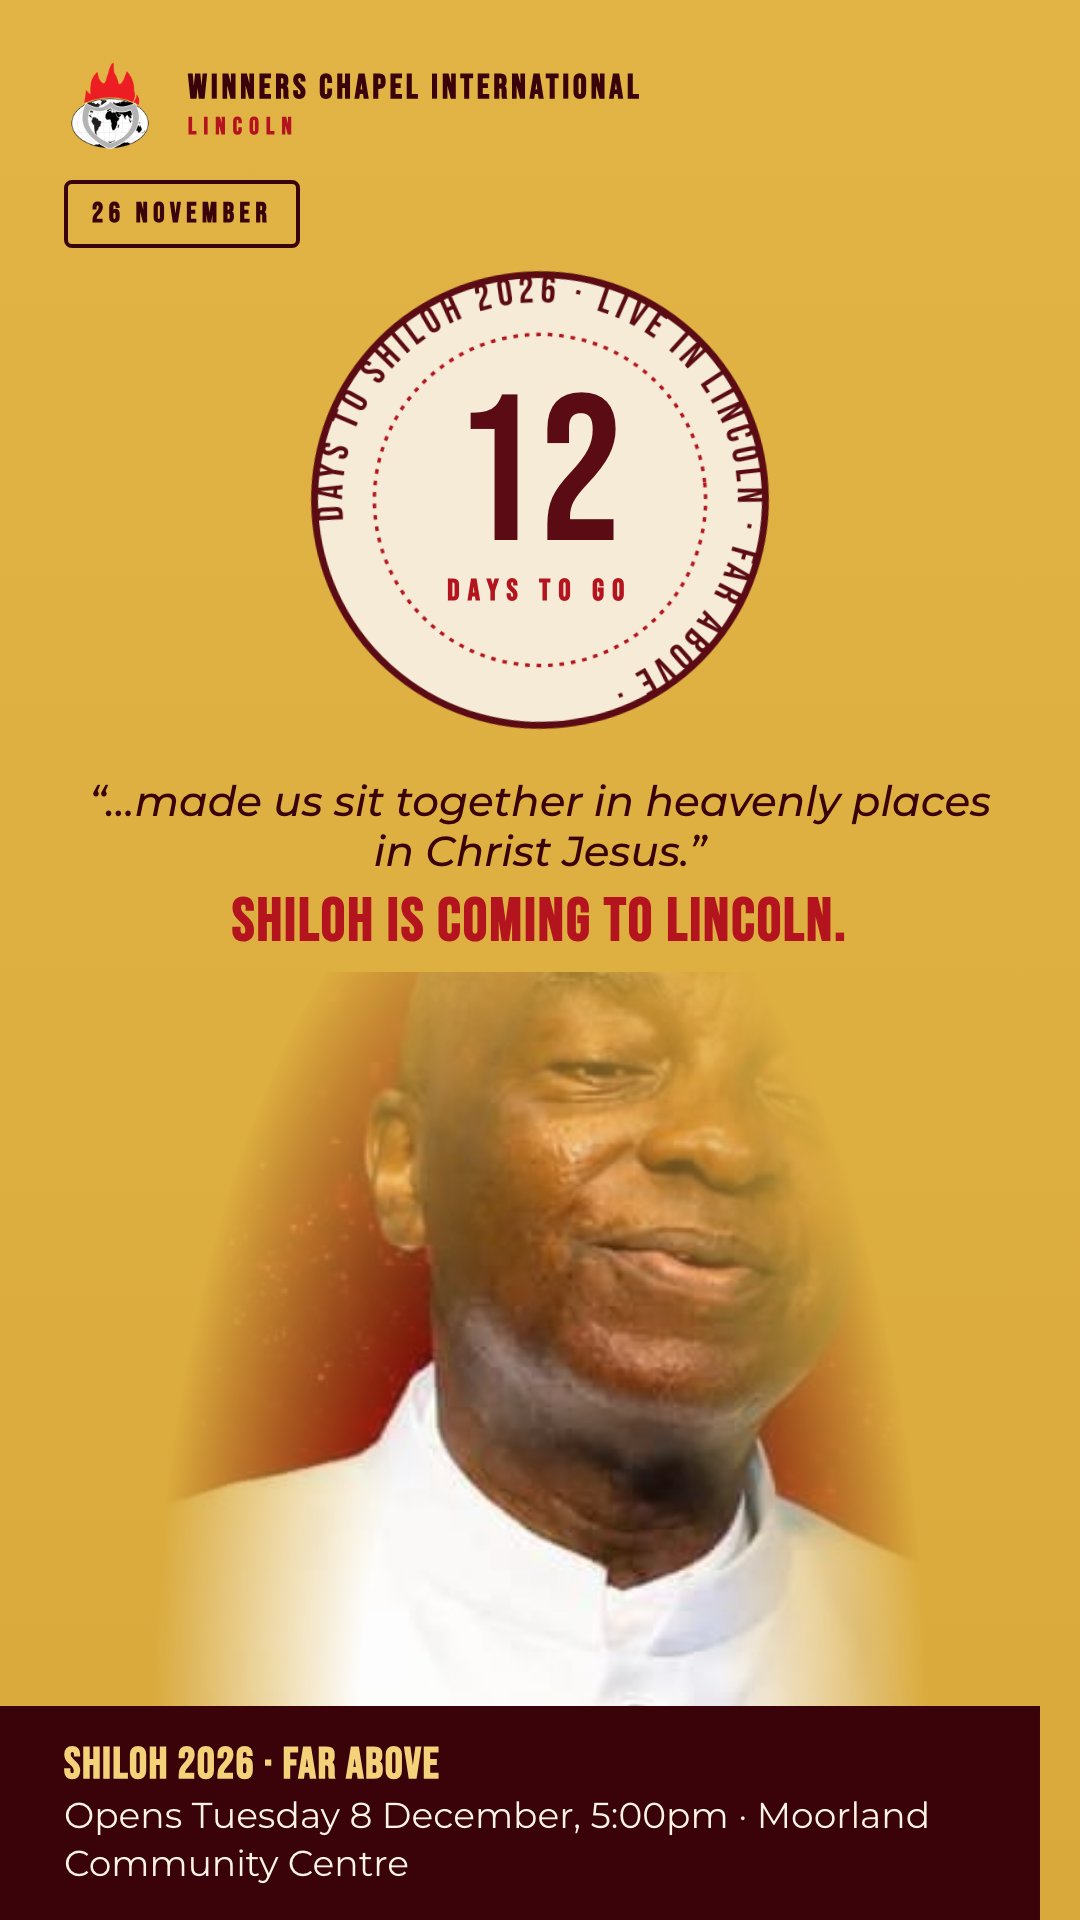 WINNERS CHAPEL INTERNATIONAL
LINCOLN
26 NOVEMBER
DAYS TO SHILOH 2026 · LIVE IN LINCOLN · FAR ABOVE ·
12
DAYS TO GO
“...made us sit together in heavenly places
in Christ Jesus.”
SHILOH IS COMING TO LINCOLN.
SHILOH 2026 · FAR ABOVE
Opens Tuesday 8 December, 5:00pm · Moorland
Community Centre